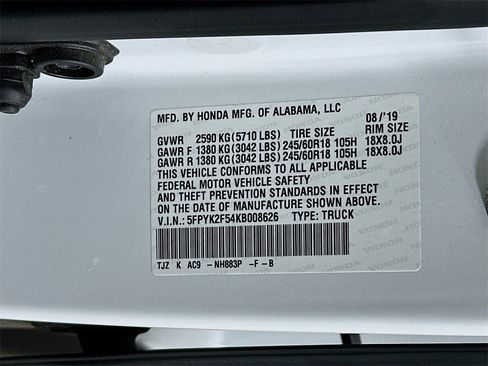 MFD. BY HONDA MFG. OF ALABAMA, LLC 08/'19
GVWR 2590 KG(5710 LBS) TIRE SIZE RIM SIZE
GAWR F 1380 KG(3042 LBS) 245/60R18 105H 18X8.0J
GAWR R 1380 KG(3042 LBS) 245/60R18 105H 18X8.0J
THIS VEHICLE CONFORMS TO ALL APPLICABLE
FEDERAL MOTOR VEHICLE SAFETY
AND THEFT PREVENTION STANDARDS IN EFFECT
ON THE DATE OF MANUFACTURE SHOWN ABOVE.
V.I.N.: 5FPYK2F54KB008626 TYPE: TRUCK
TJZ K AC9 -NH883P -F -B